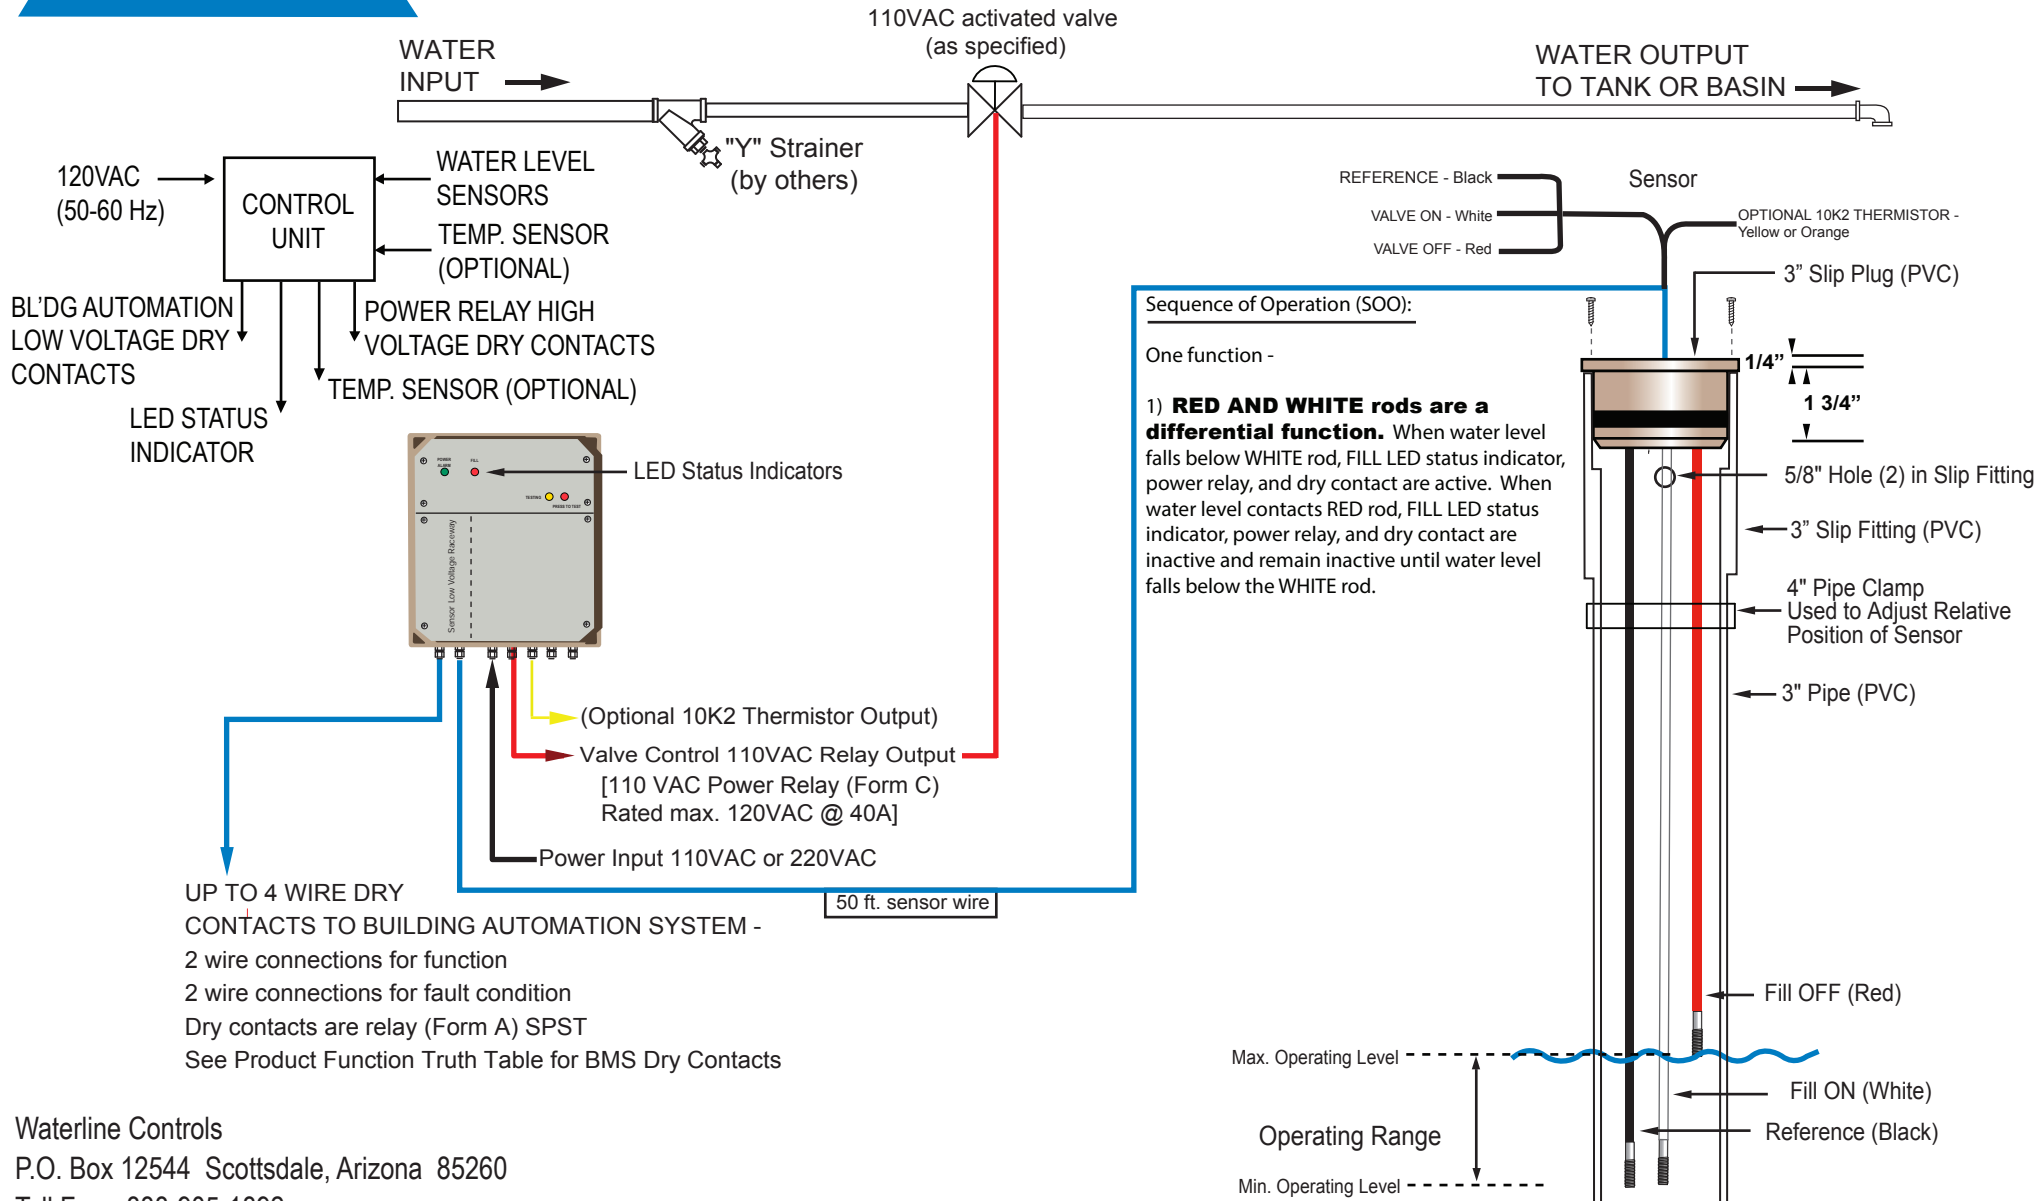 110VAC activated valve
(as specified)
WATER
INPUT
WATER OUTPUT
TO TANK OR BASIN
"Y" Strainer
(by others)
120VAC
(50-60 Hz)
CONTROL
UNIT
WATER LEVEL
SENSORS
TEMP. SENSOR
(OPTIONAL)
BL'DG AUTOMATION
LOW VOLTAGE DRY
CONTACTS
POWER RELAY HIGH
VOLTAGE DRY CONTACTS
TEMP. SENSOR (OPTIONAL)
LED STATUS
INDICATOR
REFERENCE - Black
VALVE ON - White
VALVE OFF - Red
Sensor
OPTIONAL 10K2 THERMISTOR -
Yellow or Orange
3” Slip Plug (PVC)
1/4”
1 3/4”
5/8" Hole (2) in Slip Fitting
3” Slip Fitting (PVC)
4" Pipe Clamp
Used to Adjust Relative
Position of Sensor
3" Pipe (PVC)
Sequence of Operation (SOO):
One function -
1) RED AND WHITE rods are a
differential function. When water level
falls below WHITE rod, FILL LED status indicator,
power relay, and dry contact are active. When
water level contacts RED rod, FILL LED status
indicator, power relay, and dry contact are
inactive and remain inactive until water level
falls below the WHITE rod.
POWER
ALARM
FILL
TESTING
PRESS TO TEST
Sensor Low Voltage Raceway
LED Status Indicators
(Optional 10K2 Thermistor Output)
Valve Control 110VAC Relay Output
[110 VAC Power Relay (Form C)
Rated max. 120VAC @ 40A]
Power Input 110VAC or 220VAC
50 ft. sensor wire
UP TO 4 WIRE DRY
CONTACTS TO BUILDING AUTOMATION SYSTEM -
2 wire connections for function
2 wire connections for fault condition
Dry contacts are relay (Form A) SPST
See Product Function Truth Table for BMS Dry Contacts
Fill OFF (Red)
Max. Operating Level
Fill ON (White)
Operating Range
Reference (Black)
Min. Operating Level
Waterline Controls
P.O. Box 12544 Scottsdale, Arizona 85260